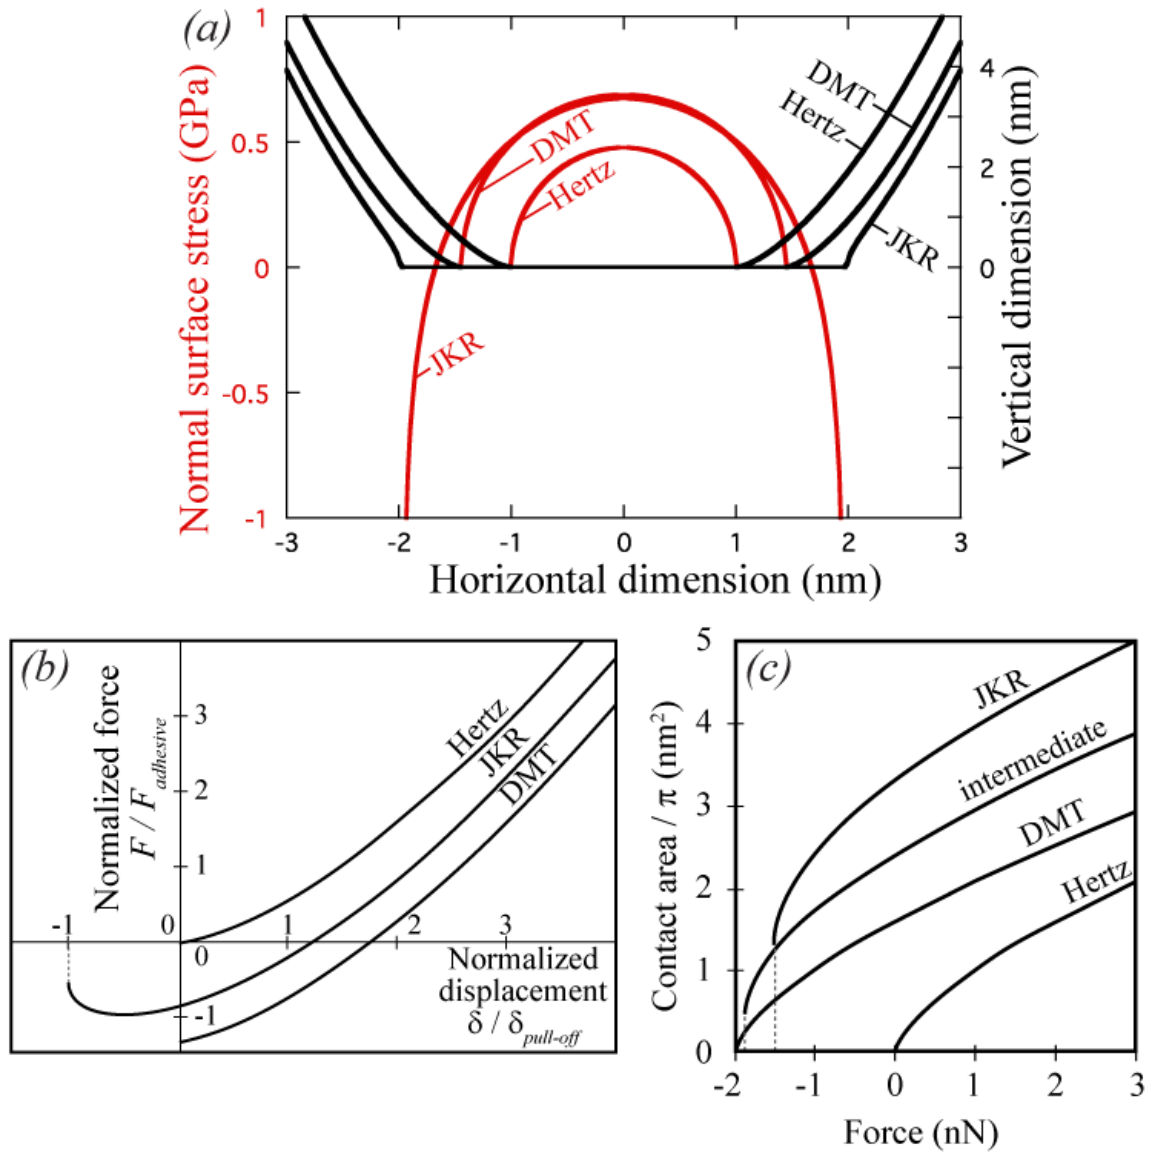 (a)
Normal surface stress (GPa)
1
0.5
0
-0.5
-1
DMT
Hertz
JKR
DMT
Hertz
JKR
4
2
0
Vertical dimension (nm)
-3 -2 -1 0 1 2 3
Horizontal dimension (nm)
(b)
Normalized force
F / F adhesive
3
2
1
-1 0 1 2 3
0
-1
Hertz
JKR
DMT
Normalized
displacement
δ / δ pull-off
(c)
Contact area / π (nm²)
5
4
3
2
1
0
JKR
intermediate
DMT
Hertz
-2 -1 0 1 2 3
Force (nN)